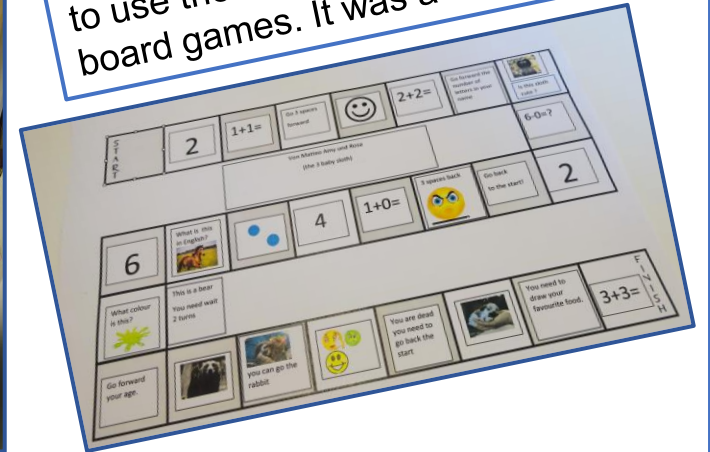 to use the
board games. It was a
START
2
1+1=
Go 3 spaces
forward
2+2=
Go forward the
number of
letters in your
name
Is this sloth
cute ?
6-0=?
Von Matteo Amy und Rosa
(the 3 baby sloth)
2
Go back
to the start!
3 spaces back
1+0=
4
What is this
in English?
6
What colour
is this?
This is a bear
You need wait
2 turns
Go forward
your age.
you can go the
rabbit
You are dead
you need to
go back the
start
You need to
draw your
favourite food.
3+3=
FINISH